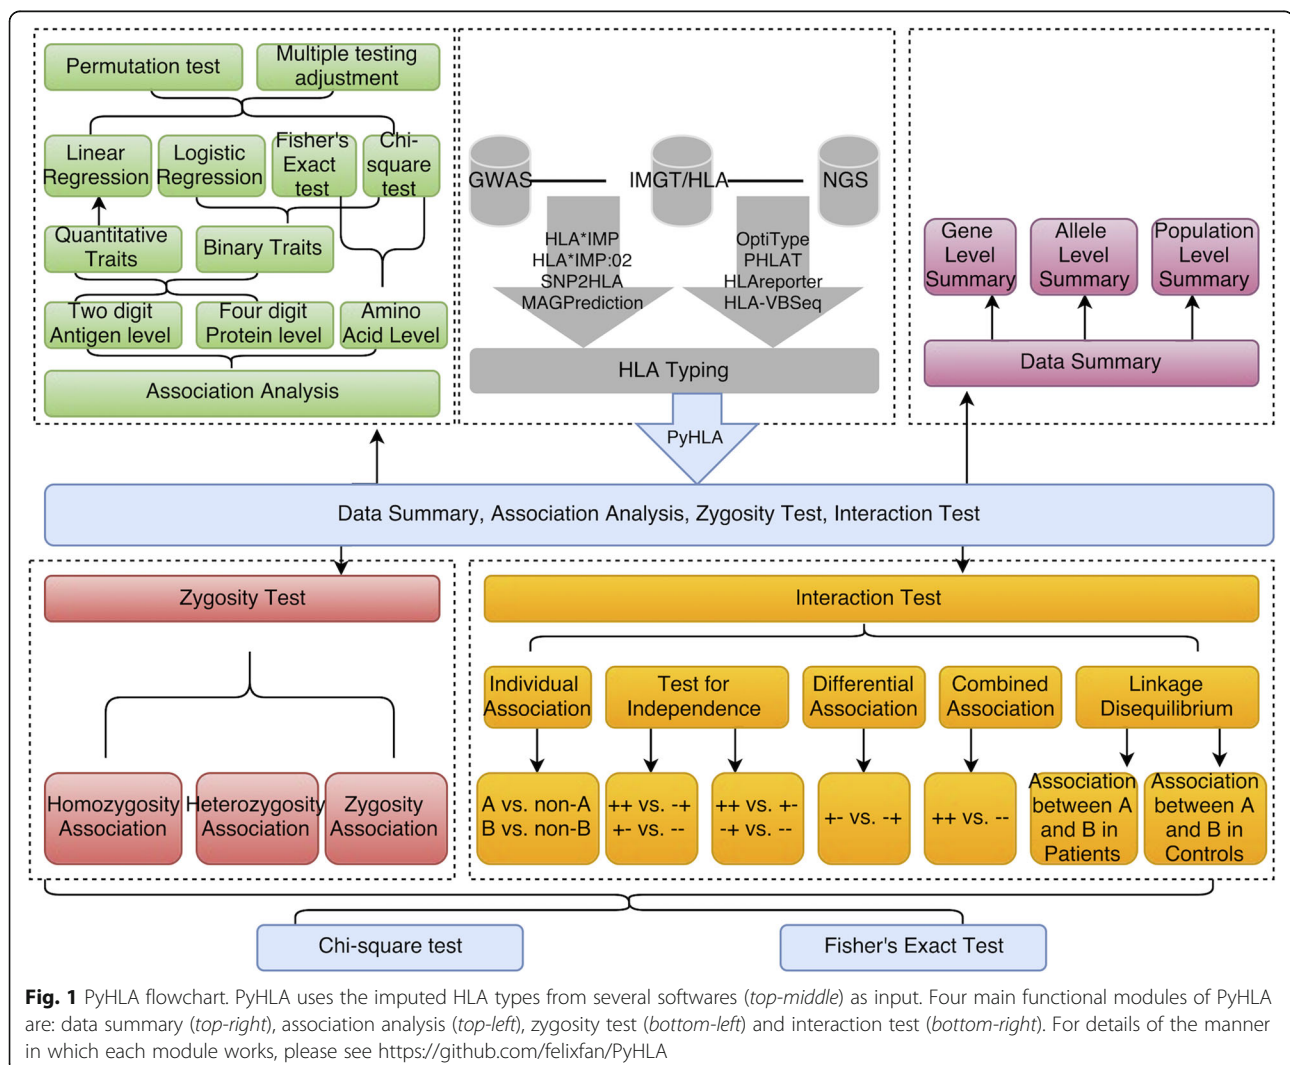 Permutation test
Multiple testing
adjustment
Linear
Regression
Logistic
Regression
Fisher's
Exact
test
Chi-
square
test
Quantitative
Traits
Binary Traits
Two digit
Antigen level
Four digit
Protein level
Amino
Acid Level
Association Analysis
GWAS
IMGT/HLA
NGS
HLA*IMP
HLA*IMP:02
SNP2HLA
MAGPrediction
OptiType
PHLAT
HLAreporter
HLA-VBSeq
HLA Typing
PyHLA
Gene
Level
Summary
Allele
Level
Summary
Population
Level
Summary
Data Summary
Data Summary, Association Analysis, Zygosity Test, Interaction Test
Zygosity Test
Homozygosity
Association
Heterozygosity
Association
Zygosity
Association
Interaction Test
Individual
Association
Test for
Independence
Differential
Association
Combined
Association
Linkage
Disequilibrium
A vs. non-A
B vs. non-B
++ vs. -+
+- vs. --
++ vs. +-
-+ vs. --
+- vs. -+
++ vs. --
Association
between A
and B in
Patients
Association
between A
and B in
Controls
Chi-square test
Fisher's Exact Test
Fig. 1 PyHLA flowchart. PyHLA uses the imputed HLA types from several softwares (top-middle) as input. Four main functional modules of PyHLA
are: data summary (top-right), association analysis (top-left), zygosity test (bottom-left) and interaction test (bottom-right). For details of the manner
in which each module works, please see https://github.com/felixfan/PyHLA